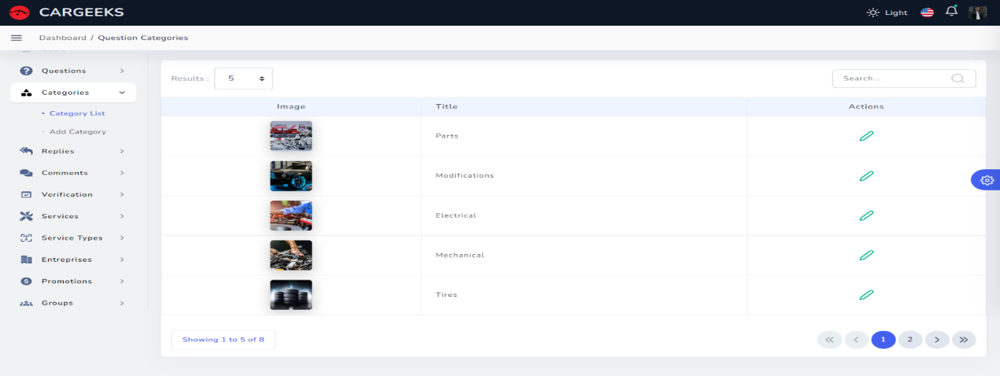 CARGEEKS
Light
Dashboard / Question Categories
Questions
Categories
Category List
Add Category
Replies
Comments
Verification
Services
Service Types
Entreprises
Promotions
Groups
Results : 5
Search...
Image Title Actions
Parts
Modifications
Electrical
Mechanical
Tires
Showing 1 to 5 of 8
1 2